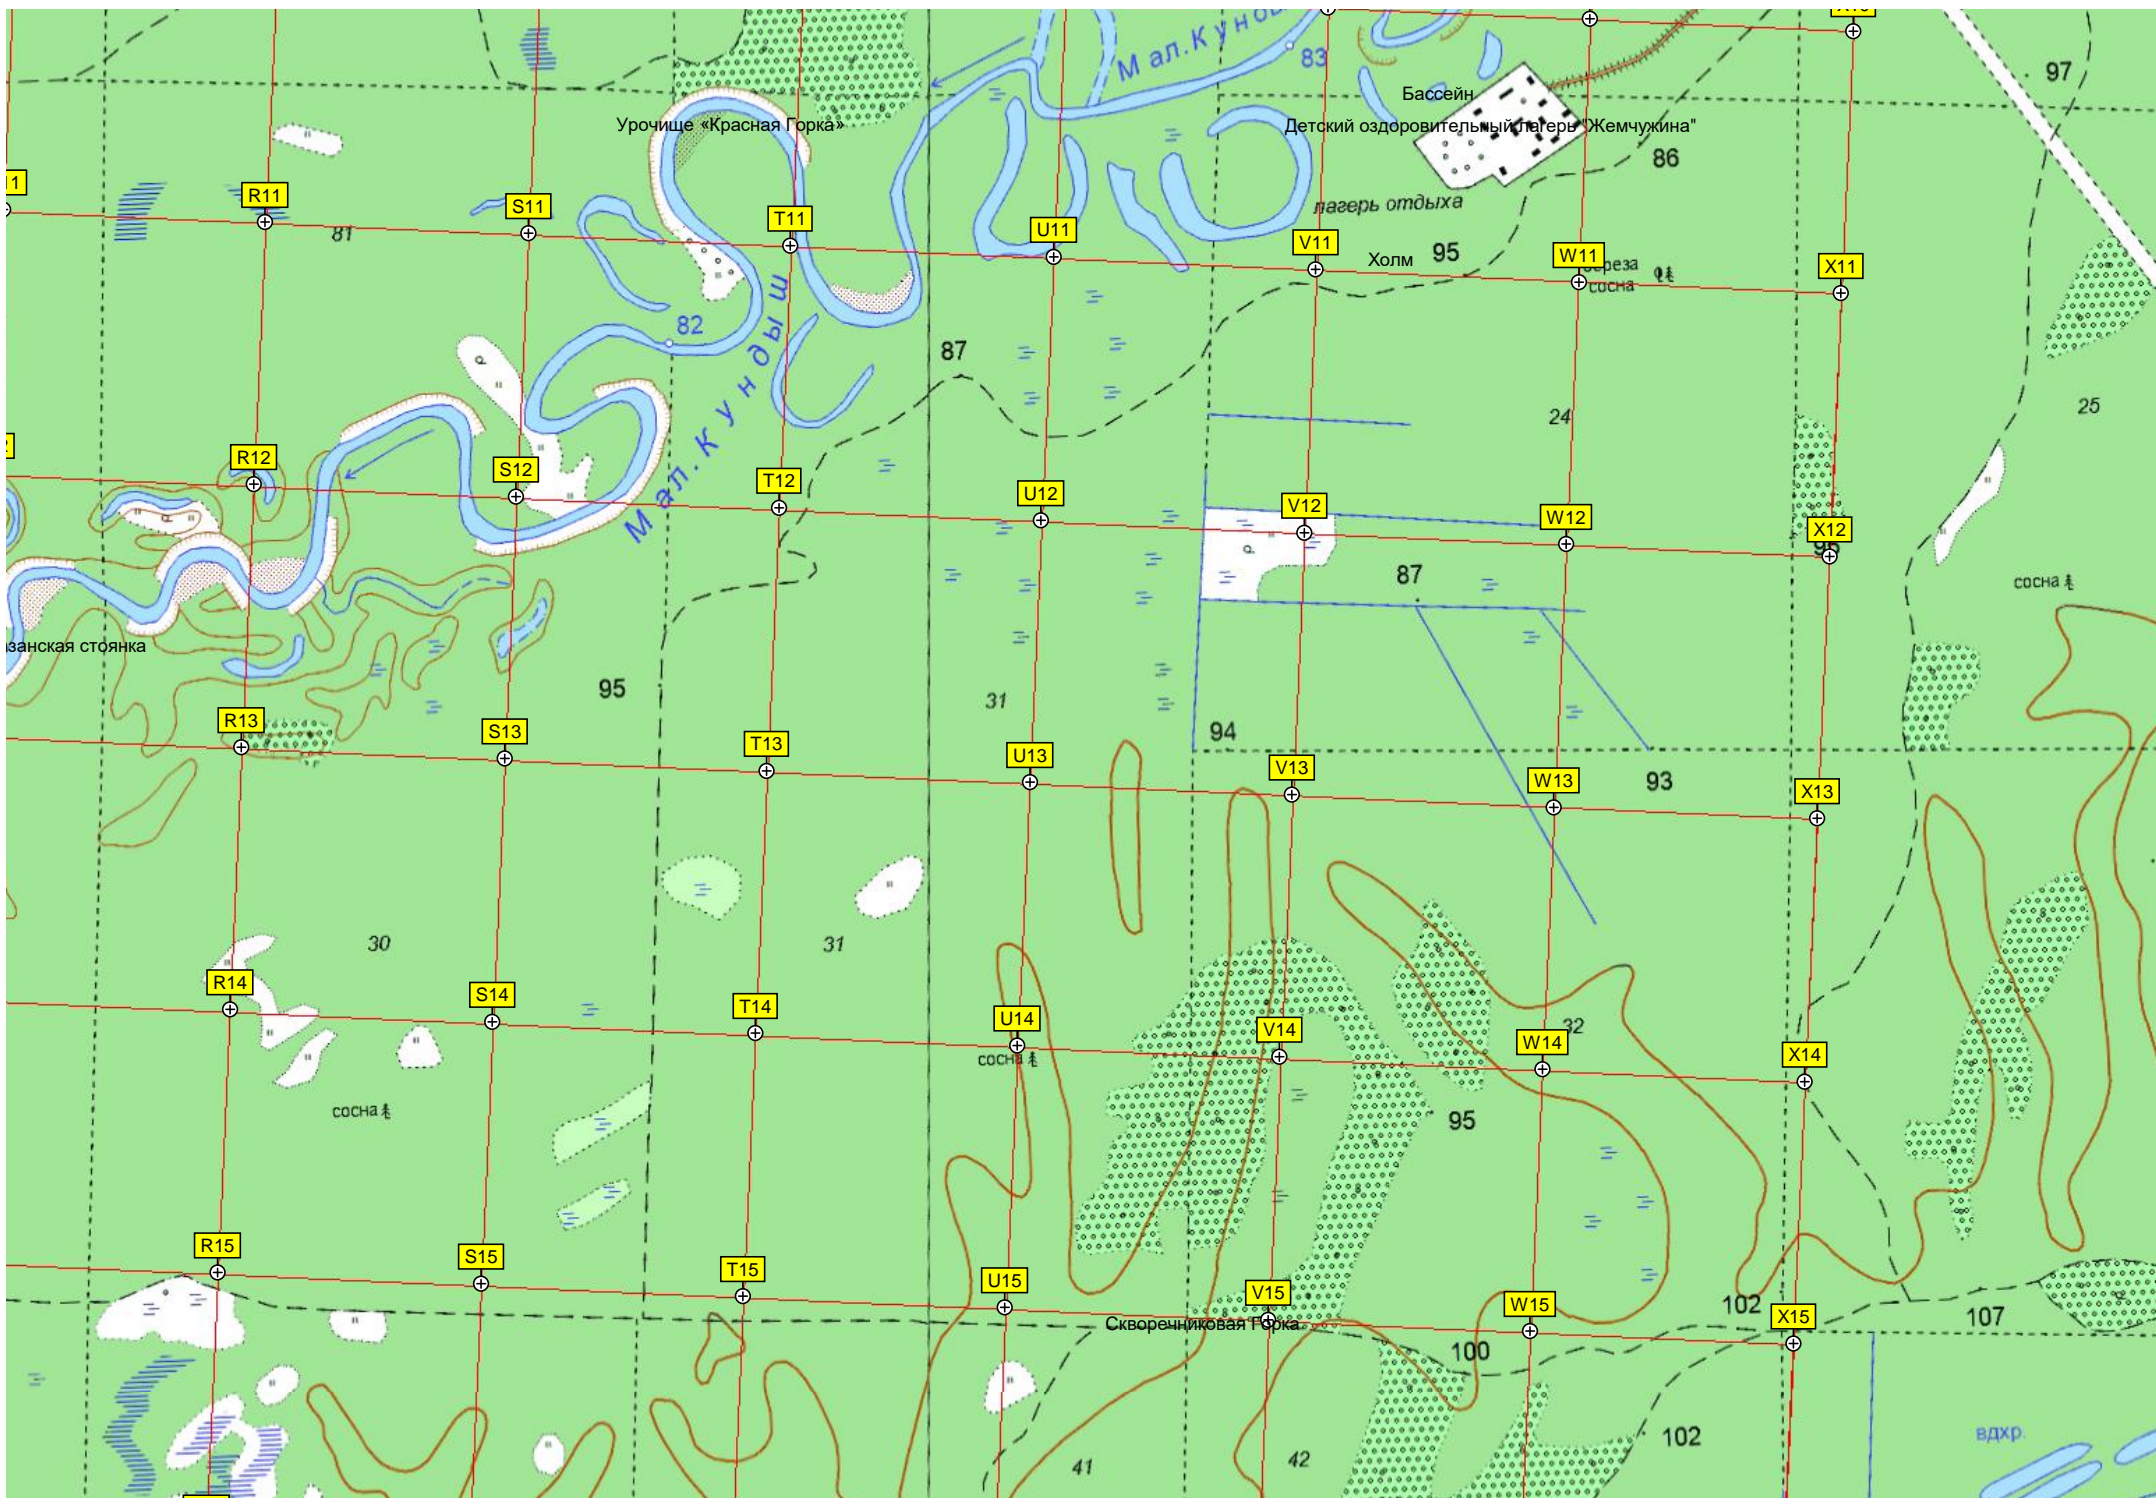 Мал.Кунды
83
97
Бассейн
Урочище «Красная Горка»
Детский оздоровительный лагерь "Жемчужина"
86
R11
S11
T11
U11
V11
W11
X11
81
лагерь отдыха
95
Холм
береза
сосна
82
Мал.Кундыш
87
24
25
R12
S12
T12
U12
V12
W12
X12
87
сосна
95
31
94
R13
S13
T13
U13
V13
W13
X13
93
30
31
R14
S14
T14
U14
V14
W14
X14
32
сосна
сосна
95
R15
S15
T15
U15
V15
W15
X15
102
107
Скворечниковая Горка
100
102
41
42
вдхр.